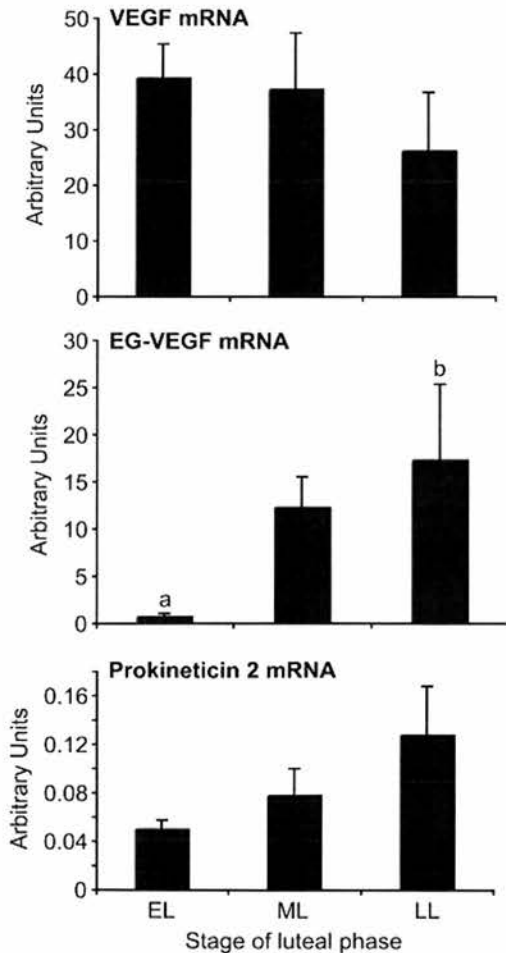 VEGF mRNA
50
40
30
20
10
0
Arbitrary Units
EG-VEGF mRNA
30
25
20
15
10
5
0
Arbitrary Units
a
b
Prokineticin 2 mRNA
0.16
0.12
0.08
0.04
0
Arbitrary Units
EL ML LL
Stage of luteal phase